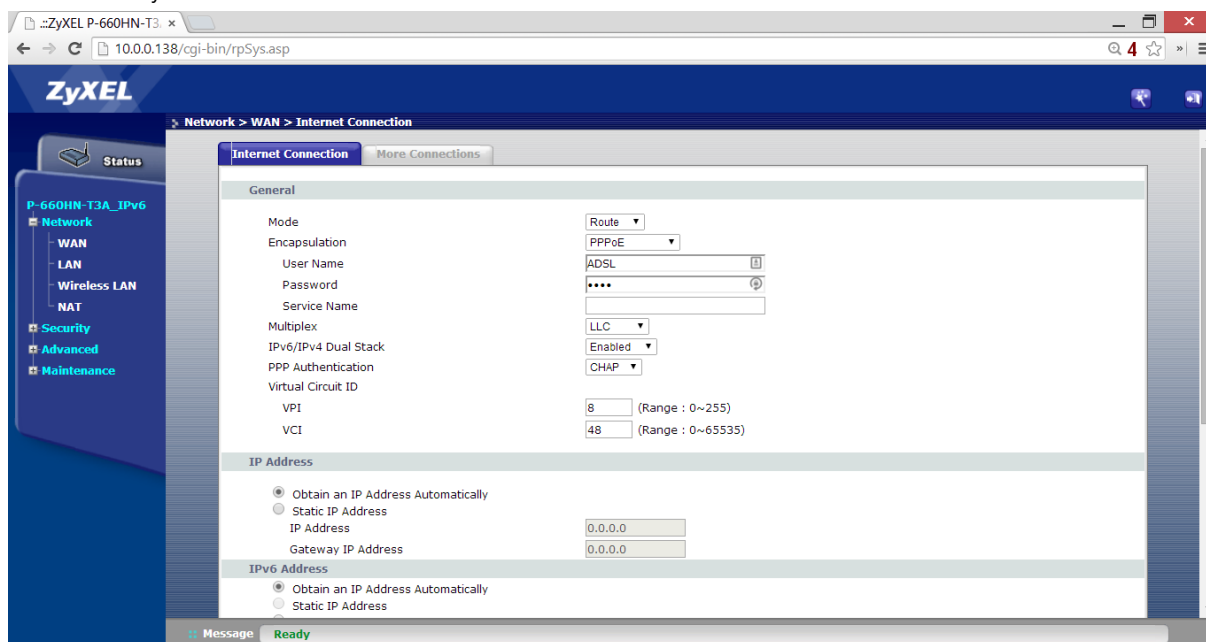 .::ZyXEL P-660HN-T3. ×
10.0.0.138/cgi-bin/rpSys.asp 4 »
ZyXEL
Network > WAN > Internet Connection
Status
Internet Connection More Connections
General
P-660HN-T3A_IPv6
Network
WAN
LAN
Wireless LAN
NAT
Security
Advanced
Maintenance
Mode Route
Encapsulation PPPoE
User Name ADSL
Password ••••
Service Name
Multiplex LLC
IPv6/IPv4 Dual Stack Enabled
PPP Authentication CHAP
Virtual Circuit ID
VPI 8 (Range : 0~255)
VCI 48 (Range : 0~65535)
IP Address
Obtain an IP Address Automatically
Static IP Address
IP Address 0.0.0.0
Gateway IP Address 0.0.0.0
IPv6 Address
Obtain an IP Address Automatically
Static IP Address
Message Ready